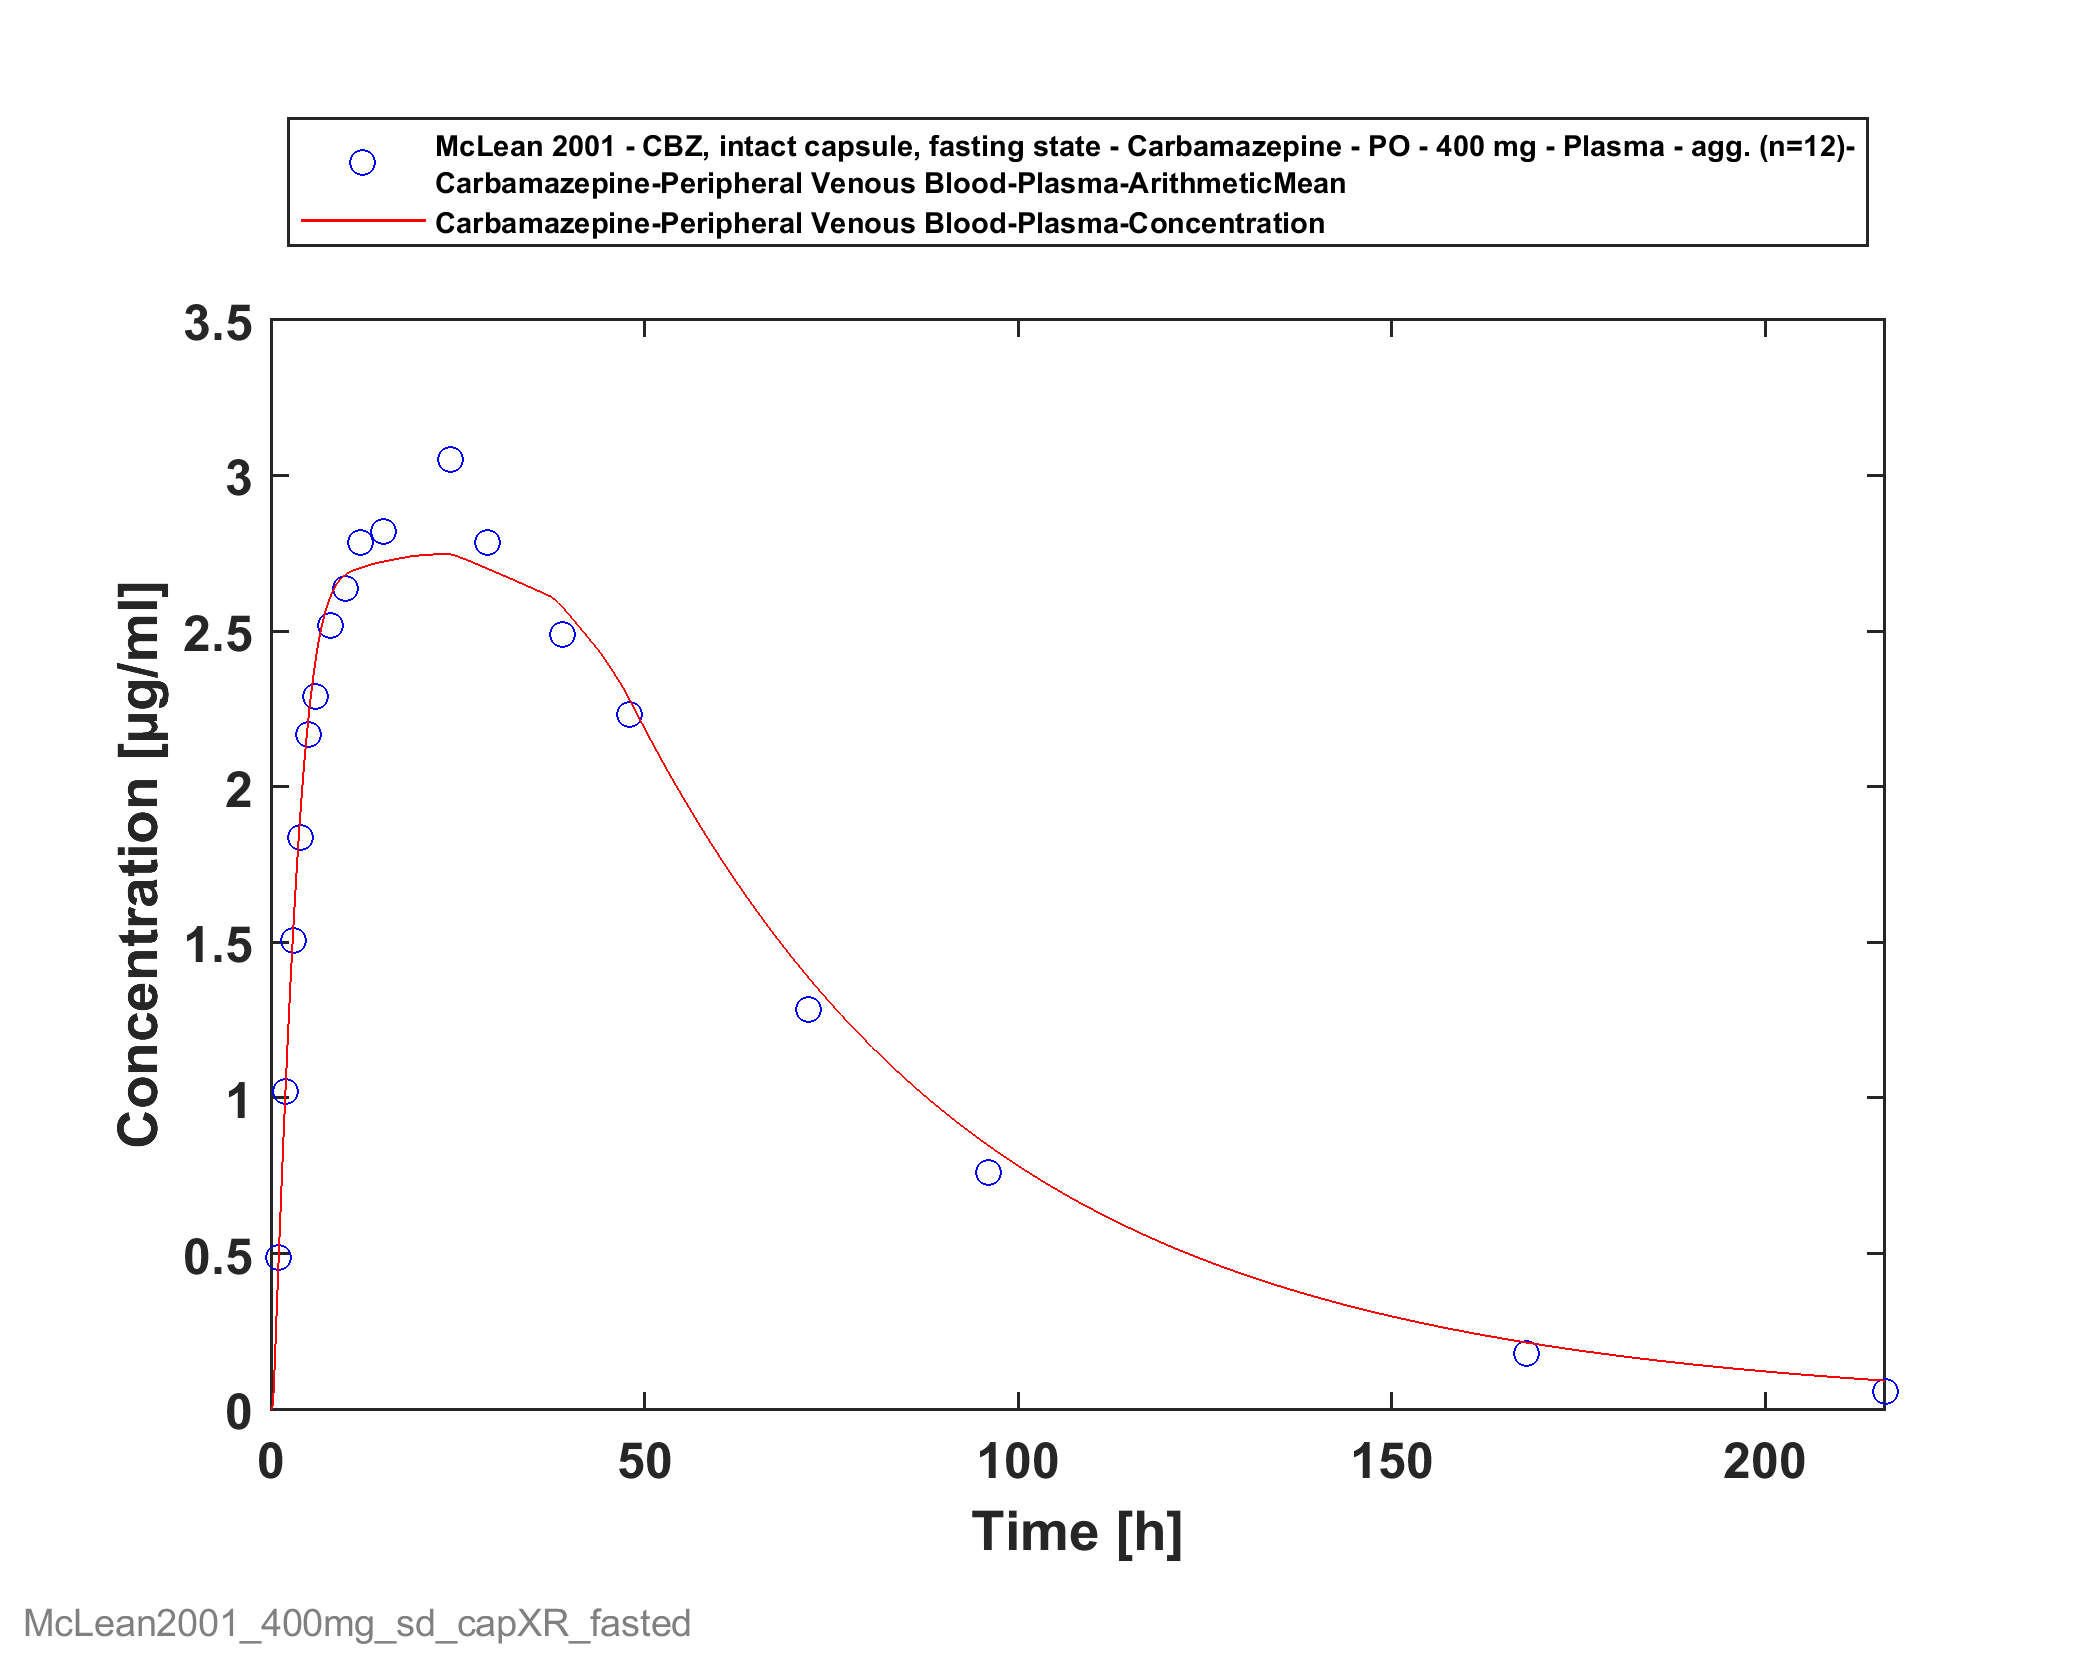 McLean 2001 - CBZ, intact capsule, fasting state - Carbamazepine - PO - 400 mg - Plasma - agg. (n=12)-
Carbamazepine-Peripheral Venous Blood-Plasma-ArithmeticMean
Carbamazepine-Peripheral Venous Blood-Plasma-Concentration
3.5
3
2.5
2
1.5
1
0.5
0
Concentration [µg/ml]
0 50 100 150 200
Time [h]
McLean2001_400mg_sd_capXR_fasted